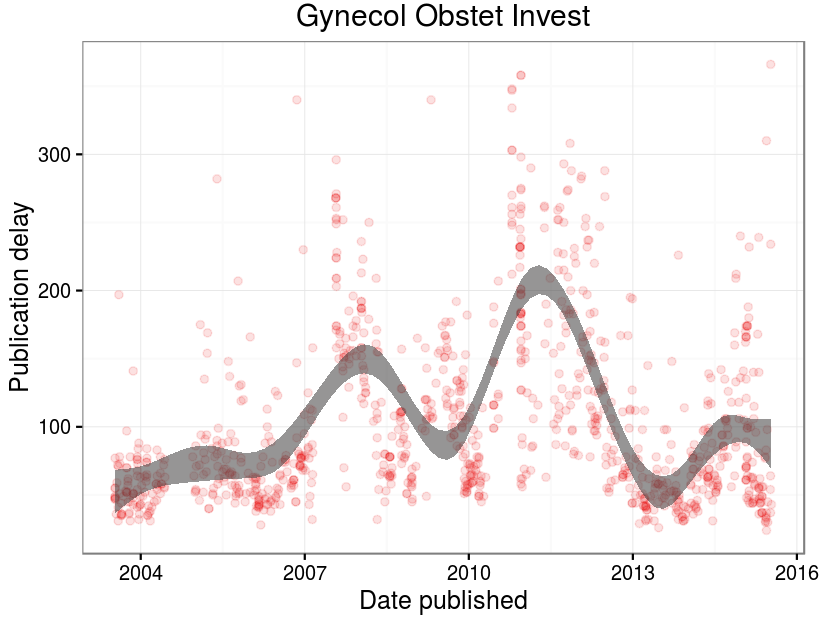 Gynecol Obstet Invest
Publication delay
300
200
100
2004 2007 2010 2013 2016
Date published